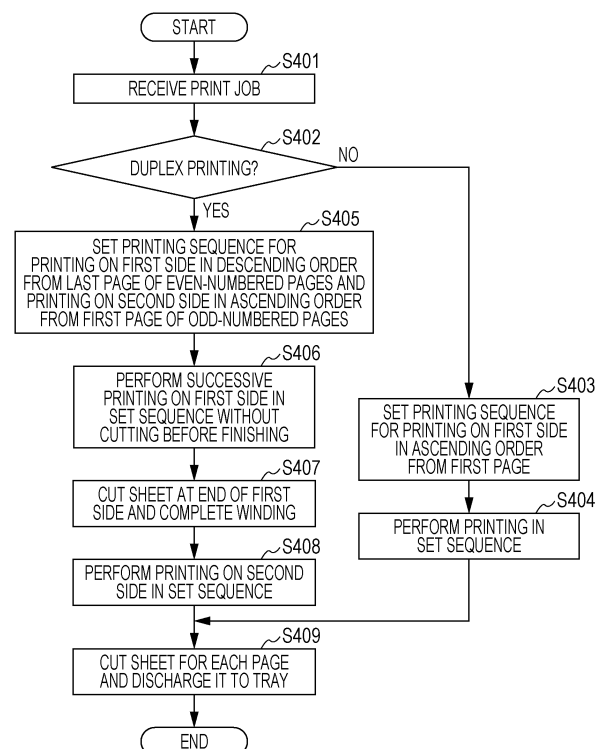 START
S401
RECEIVE PRINT JOB
S402
DUPLEX PRINTING?
NO
YES
S405
SET PRINTING SEQUENCE FOR
PRINTING ON FIRST SIDE IN DESCENDING ORDER
FROM LAST PAGE OF EVEN-NUMBERED PAGES AND
PRINTING ON SECOND SIDE IN ASCENDING ORDER
FROM FIRST PAGE OF ODD-NUMBERED PAGES
S406
PERFORM SUCCESSIVE
PRINTING ON FIRST SIDE IN
SET SEQUENCE WITHOUT
CUTTING BEFORE FINISHING
S403
SET PRINTING SEQUENCE
FOR PRINTING ON FIRST SIDE
IN ASCENDING ORDER
FROM FIRST PAGE
S407
CUT SHEET AT END OF FIRST
SIDE AND COMPLETE WINDING
S404
PERFORM PRINTING IN
SET SEQUENCE
S408
PERFORM PRINTING ON SECOND
SIDE IN SET SEQUENCE
S409
CUT SHEET FOR EACH PAGE
AND DISCHARGE IT TO TRAY
END